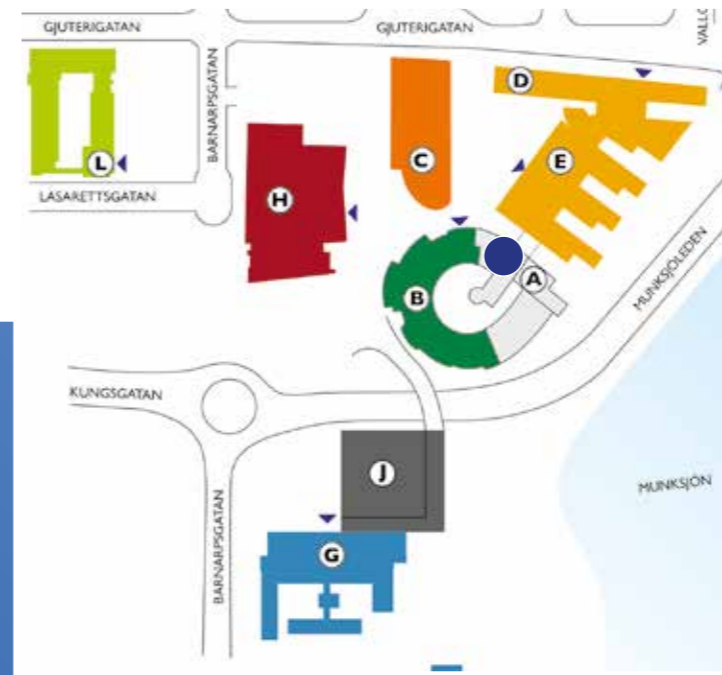 GJUTERIGATAN
GJUTERIGATAN
BARNARPSGATAN
D
C
E
L
LASARETTSGATAN
H
A
B
MUNKSJÖLEDEN
KUNGSGATAN
J
MUNKSJÖN
G
BARNARPSGATAN